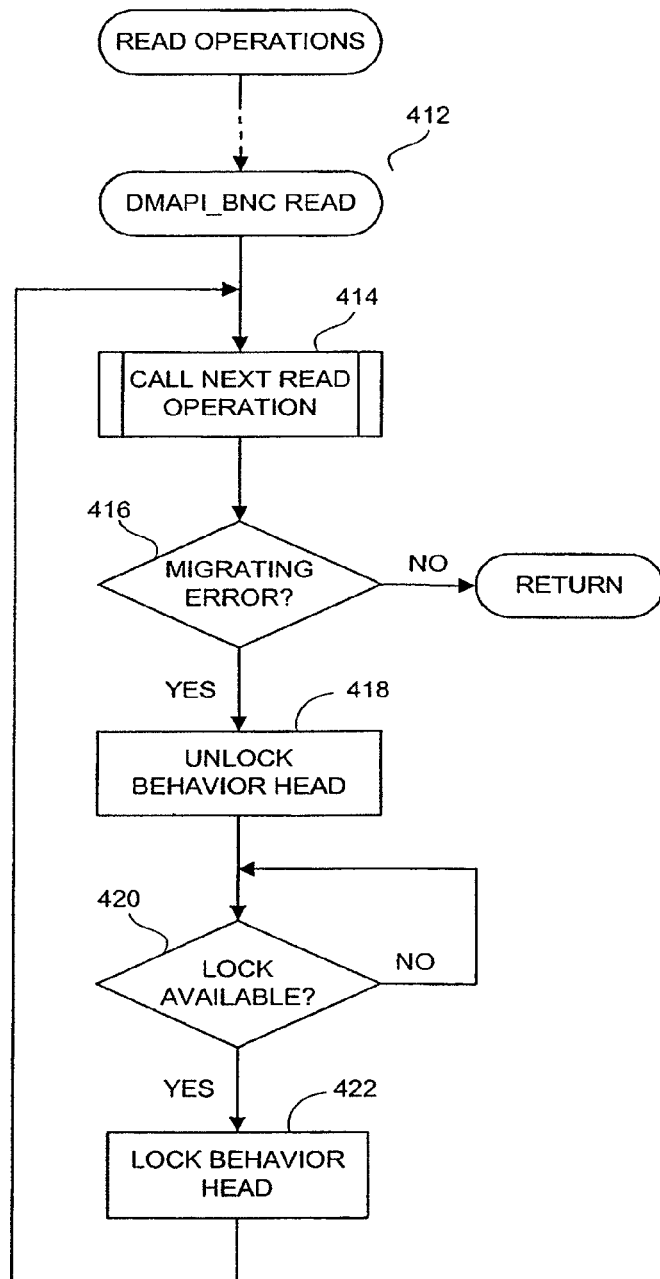 READ OPERATIONS
412
DMAPI_BNC READ
414
CALL NEXT READ
OPERATION
416
MIGRATING
ERROR?
NO
RETURN
YES
418
UNLOCK
BEHAVIOR HEAD
420
LOCK
AVAILABLE?
NO
YES
422
LOCK BEHAVIOR
HEAD